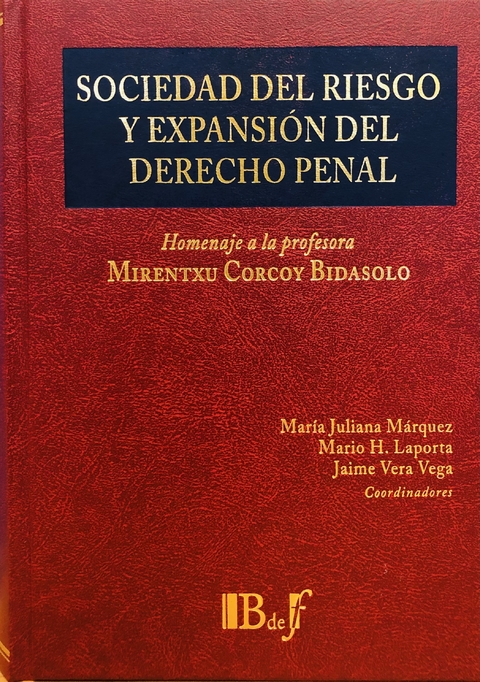 SOCIEDAD DEL RIESGO
Y EXPANSIÓN DEL
DERECHO PENAL
Homenaje a la profesora
MIRENTXU CORCOY BIDASOLO
María Juliana Márquez
Mario H. Laporta
Jaime Vera Vega
Coordinadores
B de f